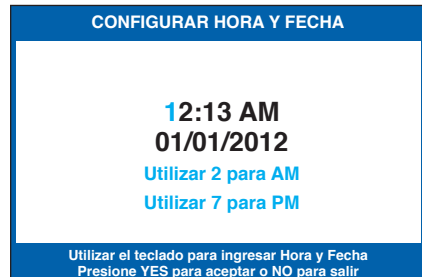 CONFIGURAR HORA Y FECHA
12:13 AM
01/01/2012
Utilizar 2 para AM
Utilizar 7 para PM
Utilizar el teclado para ingresar Hora y Fecha
Presione YES para aceptar o NO para salir